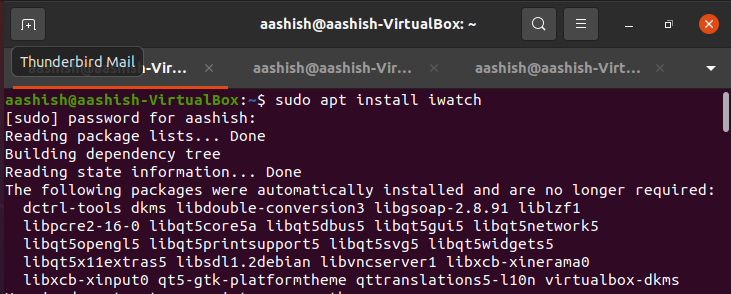 aashish@aashish-VirtualBox: ~
Thunderbird Mail
-Vir...
aashish@aashish-Vir...
aashish@aashish-Virt...
aashish@aashish-VirtualBox:~$ sudo apt install iwatch
[sudo] password for aashish:
Reading package lists... Done
Building dependency tree
Reading state information... Done
The following packages were automatically installed and are no longer required:
  dctrl-tools dkms libdouble-conversion3 libgsoap-2.8.91 liblzf1
  libpcre2-16-0 libqt5core5a libqt5dbus5 libqt5gui5 libqt5network5
  libqt5opengl5 libqt5printsupport5 libqt5svg5 libqt5widgets5
  libqt5x11extras5 libsdl1.2debian libvncserver1 libxcb-xinerama0
  libxcb-xinput0 qt5-gtk-platformtheme qttranslations5-l10n virtualbox-dkms